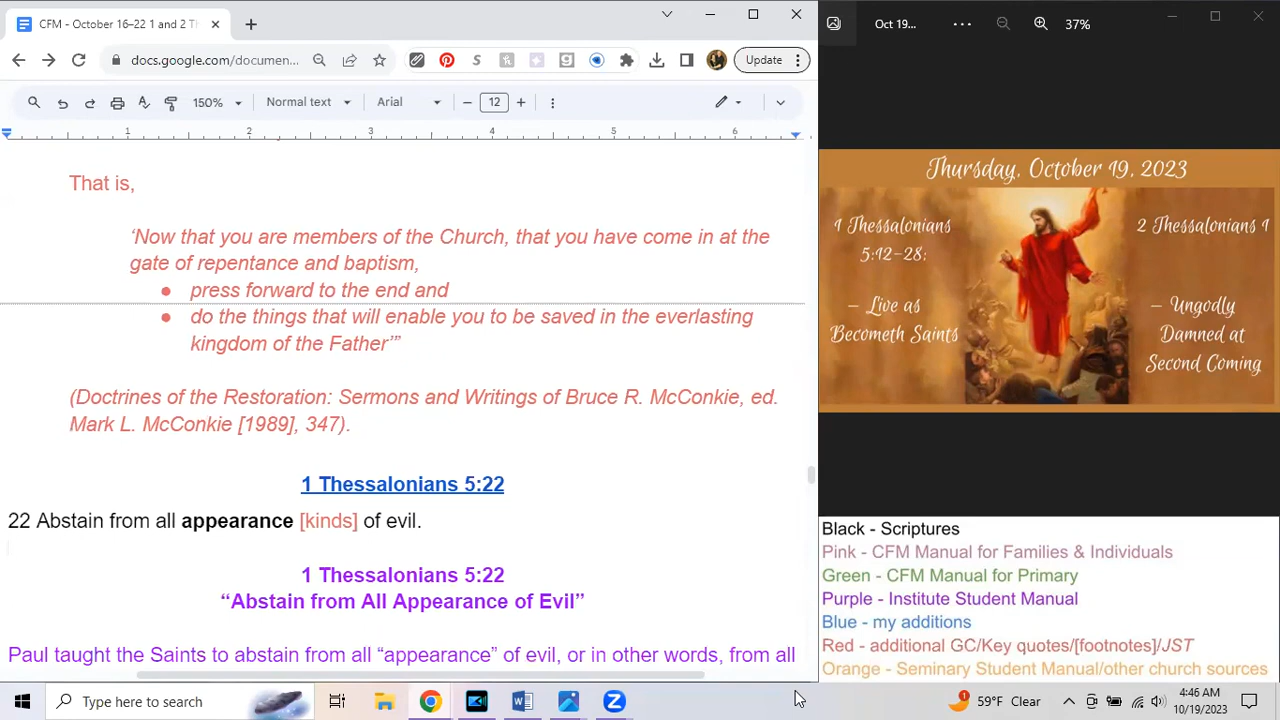 CFM - October 16–22 1 and 2 Th
Oct 19...
37%
docs.google.com/documen...
Update
150%
Normal text
Arial
12
1 2 3 4 5 6
That is,
‘Now that you are members of the Church, that you have come in at the
gate of repentance and baptism,
● press forward to the end and
● do the things that will enable you to be saved in the everlasting
kingdom of the Father’”
(Doctrines of the Restoration: Sermons and Writings of Bruce R. McConkie, ed.
Mark L. McConkie [1989], 347).
1 Thessalonians 5:22
22 Abstain from all appearance [kinds] of evil.
1 Thessalonians 5:22
“Abstain from All Appearance of Evil”
Paul taught the Saints to abstain from all “appearance” of evil, or in other words, from all
Thursday, October 19, 2023
1 Thessalonians
5:12–28;
– Live as
Becometh Saints
2 Thessalonians 1
– Ungodly
Damned at
Second Coming
Black - Scriptures
Pink - CFM Manual for Families & Individuals
Green - CFM Manual for Primary
Purple - Institute Student Manual
Blue - my additions
Red - additional GC/Key quotes/[footnotes]/JST
Orange - Seminary Student Manual/other church sources
Type here to search
1
59°F Clear
4:46 AM
10/19/2023